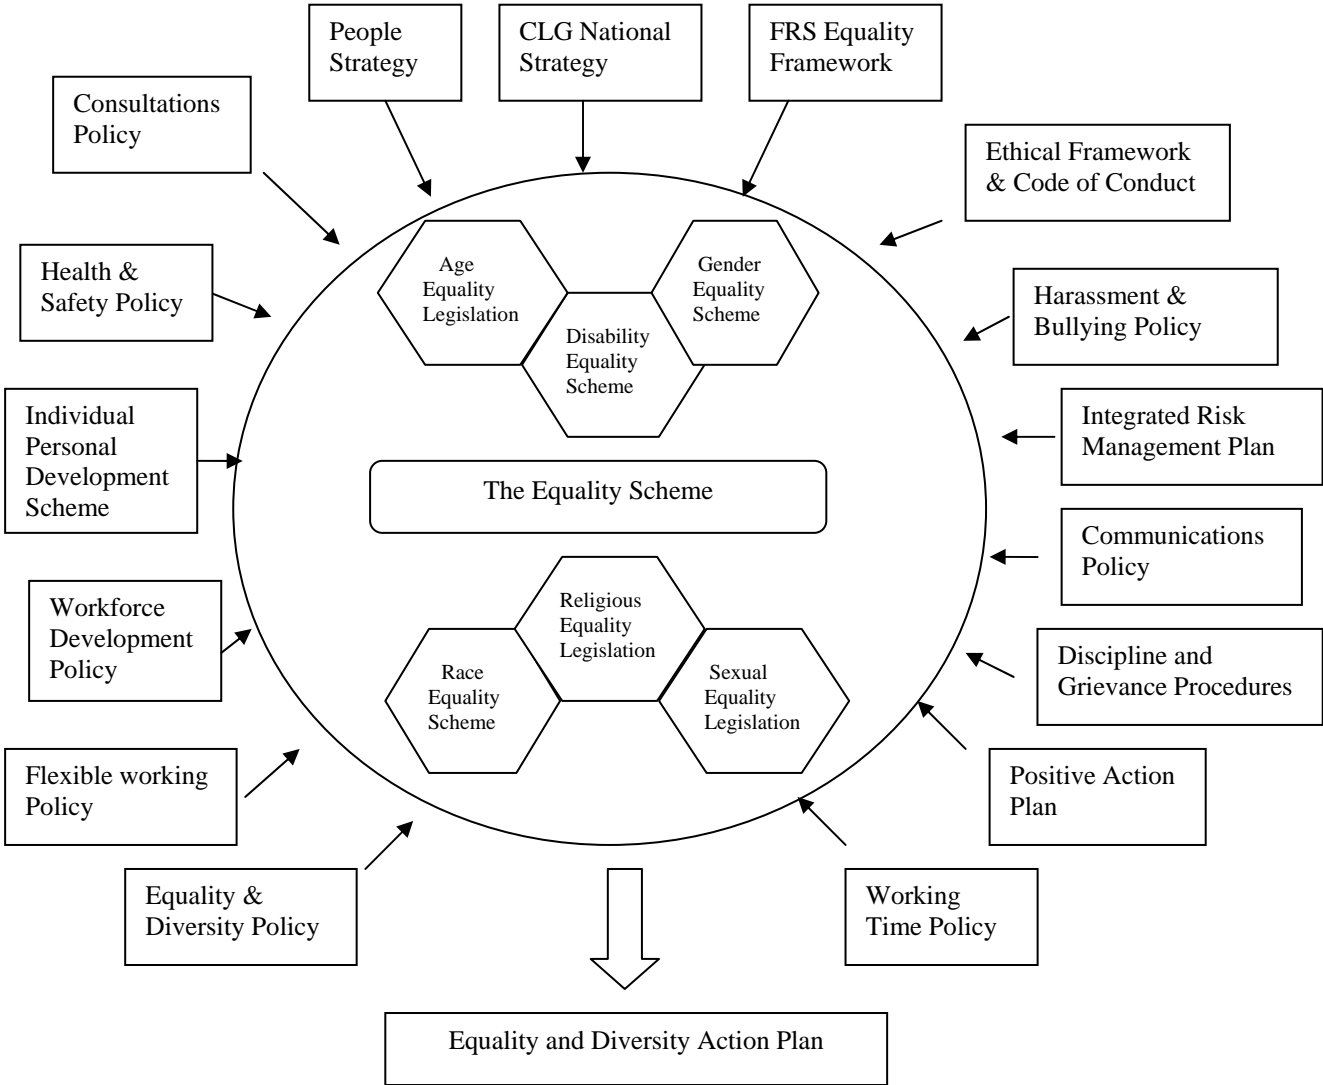 People
Strategy
CLG National
Strategy
FRS Equality
Framework
Consultations
Policy
Ethical Framework
& Code of Conduct
Health &
Safety Policy
Harassment &
Bullying Policy
Age
Equality
Legislation
Gender
Equality
Scheme
Disability
Equality
Scheme
Individual
Personal
Development
Scheme
Integrated Risk
Management Plan
The Equality Scheme
Communications
Policy
Workforce
Development
Policy
Religious
Equality
Legislation
Race
Equality
Scheme
Sexual
Equality
Legislation
Discipline and
Grievance Procedures
Flexible working
Policy
Positive Action
Plan
Equality &
Diversity Policy
Working
Time Policy
Equality and Diversity Action Plan